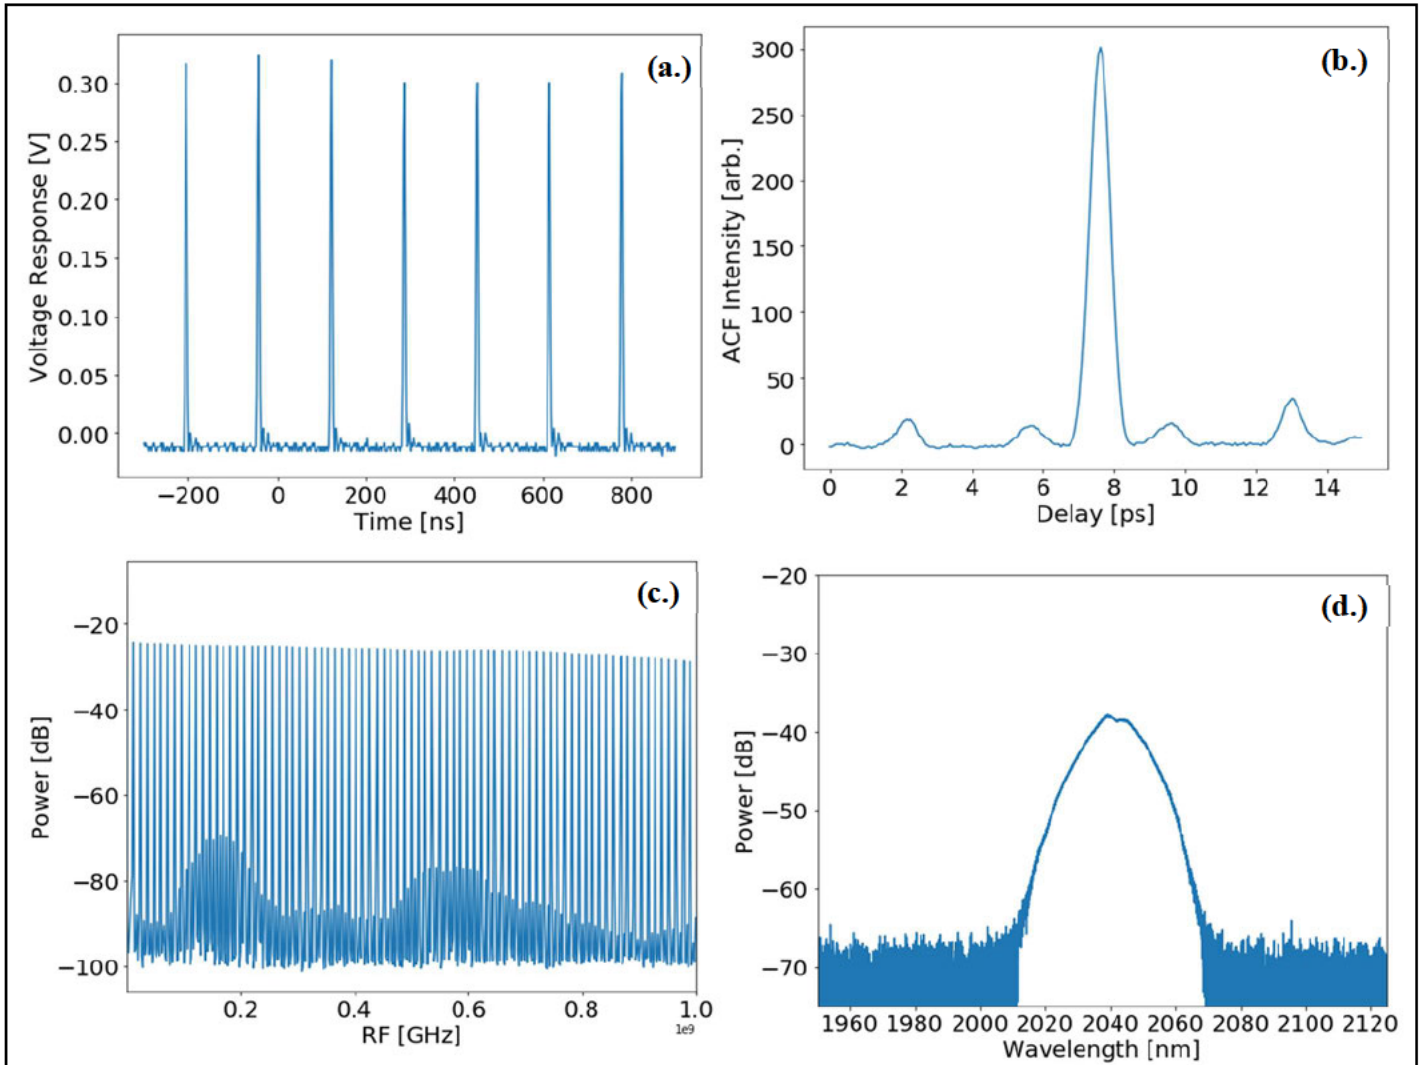 (a.)
Voltage Response [V]
0.30
0.25
0.20
0.15
0.10
0.05
0.00
−200 0 200 400 600 800
Time [ns]
(b.)
ACF Intensity [arb.]
300
250
200
150
100
50
0
0 2 4 6 8 10 12 14
Delay [ps]
(c.)
Power [dB]
−20
−40
−60
−80
−100
0.2 0.4 0.6 0.8 1.0
1e9
RF [GHz]
(d.)
Power [dB]
−20
−30
−40
−50
−60
−70
1960 1980 2000 2020 2040 2060 2080 2100 2120
Wavelength [nm]